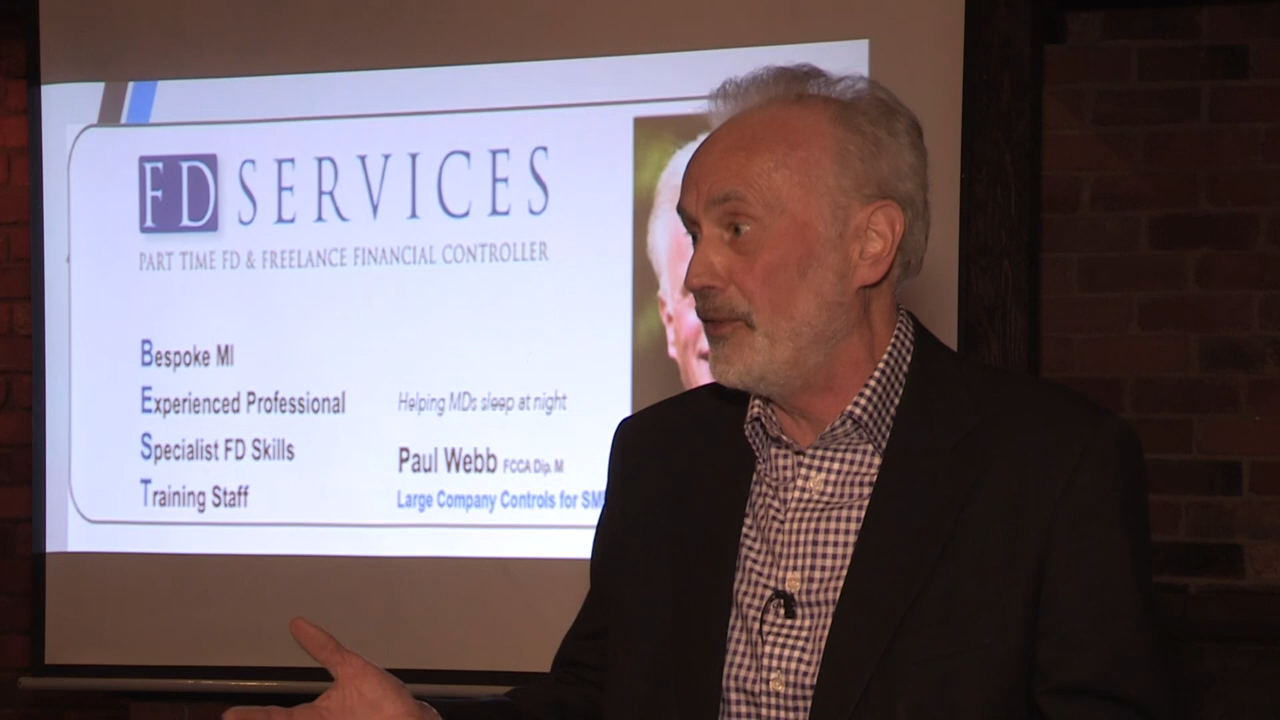 FD SERVICES
PART TIME FD & FREELANCE FINANCIAL CONTROLLER
Bespoke MI
Experienced Professional
Helping MDs sleep at night
Specialist FD Skills
Paul Webb FCCA Dip. M
Training Staff
Large Company Controls for SM